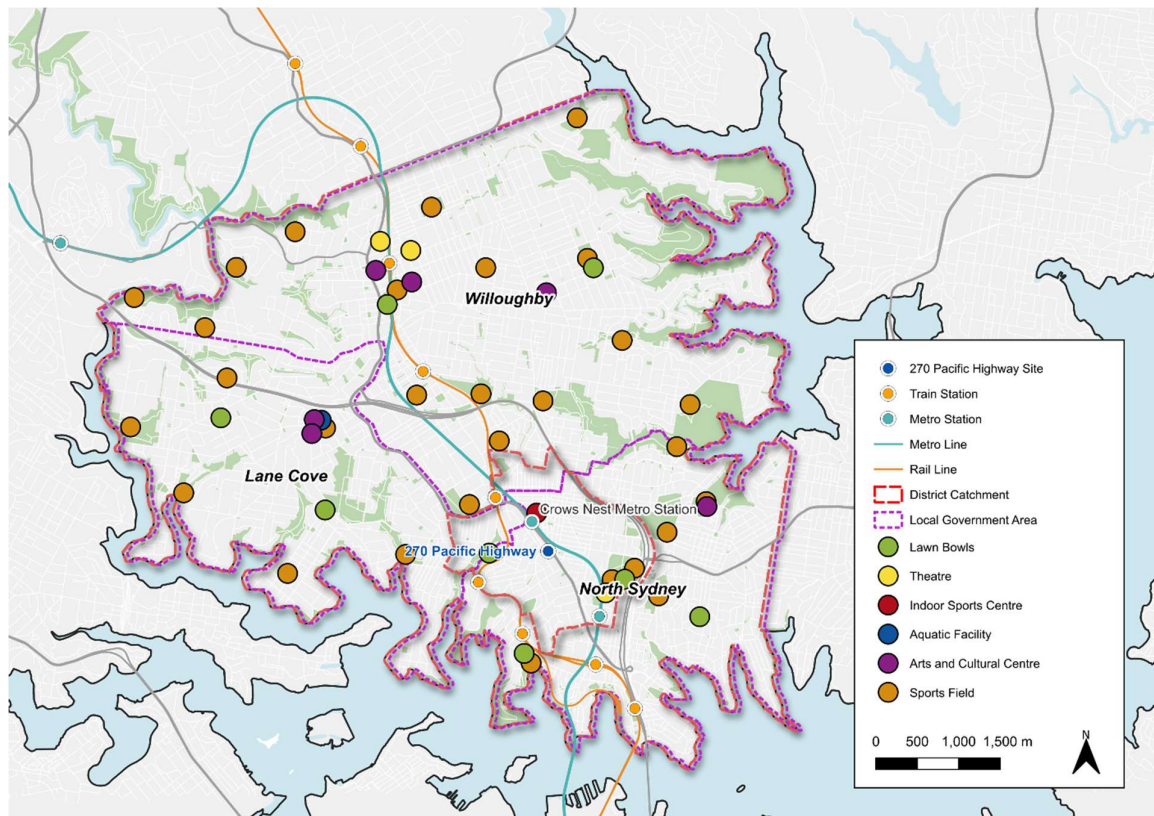 Willoughby
Lane Cove
Crows Nest Metro Station
270 Pacific Highway
North Sydney
270 Pacific Highway Site
Train Station
Metro Station
Metro Line
Rail Line
District Catchment
Local Government Area
Lawn Bowls
Theatre
Indoor Sports Centre
Aquatic Facility
Arts and Cultural Centre
Sports Field
0 500 1,000 1,500 m
N